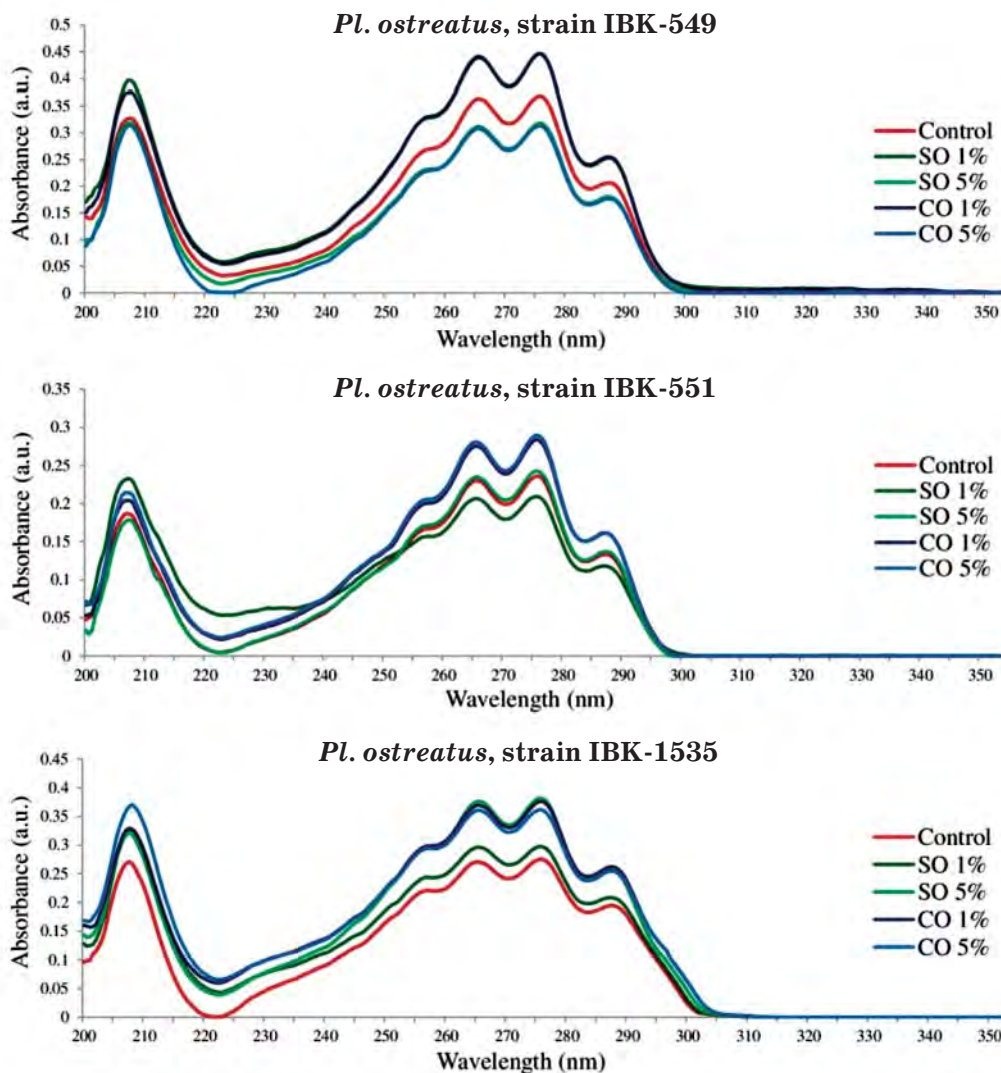 Pl. ostreatus, strain IBK-549
Absorbance (a.u.)
0.5
0.45
0.4
0.35
0.3
0.25
0.2
0.15
0.1
0.05
0
Control
SO 1%
SO 5%
CO 1%
CO 5%
200 210 220 230 240 250 260 270 280 290 300 310 320 330 340 350
Wavelength (nm)
Pl. ostreatus, strain IBK-551
Absorbance (a.u.)
0.35
0.3
0.25
0.2
0.15
0.1
0.05
0
Control
SO 1%
SO 5%
CO 1%
CO 5%
200 210 220 230 240 250 260 270 280 290 300 310 320 330 340 350
Wavelength (nm)
Pl. ostreatus, strain IBK-1535
Absorbance (a.u.)
0.45
0.4
0.35
0.3
0.25
0.2
0.15
0.1
0.05
0
Control
SO 1%
SO 5%
CO 1%
CO 5%
200 210 220 230 240 250 260 270 280 290 300 310 320 330 340 350
Wavelength (nm)